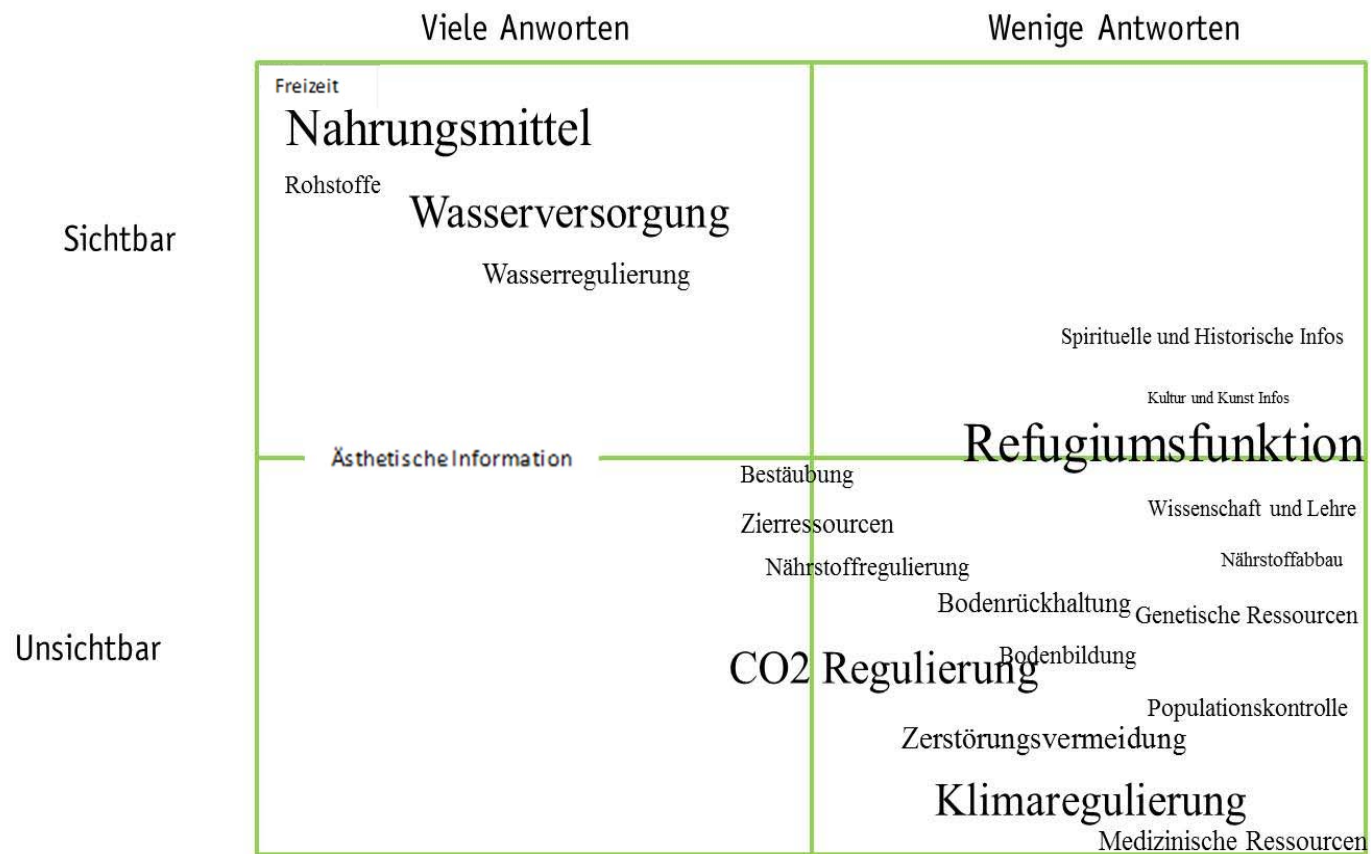 Viele Anworten
Wenige Antworten
Freizeit
Nahrungsmittel
Rohstoffe
Wasserversorgung
Sichtbar
Wasserregulierung
Spirituelle und Historische Infos
Kultur und Kunst Infos
Refugiumsfunktion
Ästhetische Information
Bestäubung
Wissenschaft und Lehre
Zierressourcen
Nährstoffabbau
Nährstoffregulierung
Bodenrückhaltung
Genetische Ressourcen
Unsichtbar
Bodenbildung
CO2 Regulierung
Populationskontrolle
Zerstörungsvermeidung
Klimaregulierung
Medizinische Ressourcen